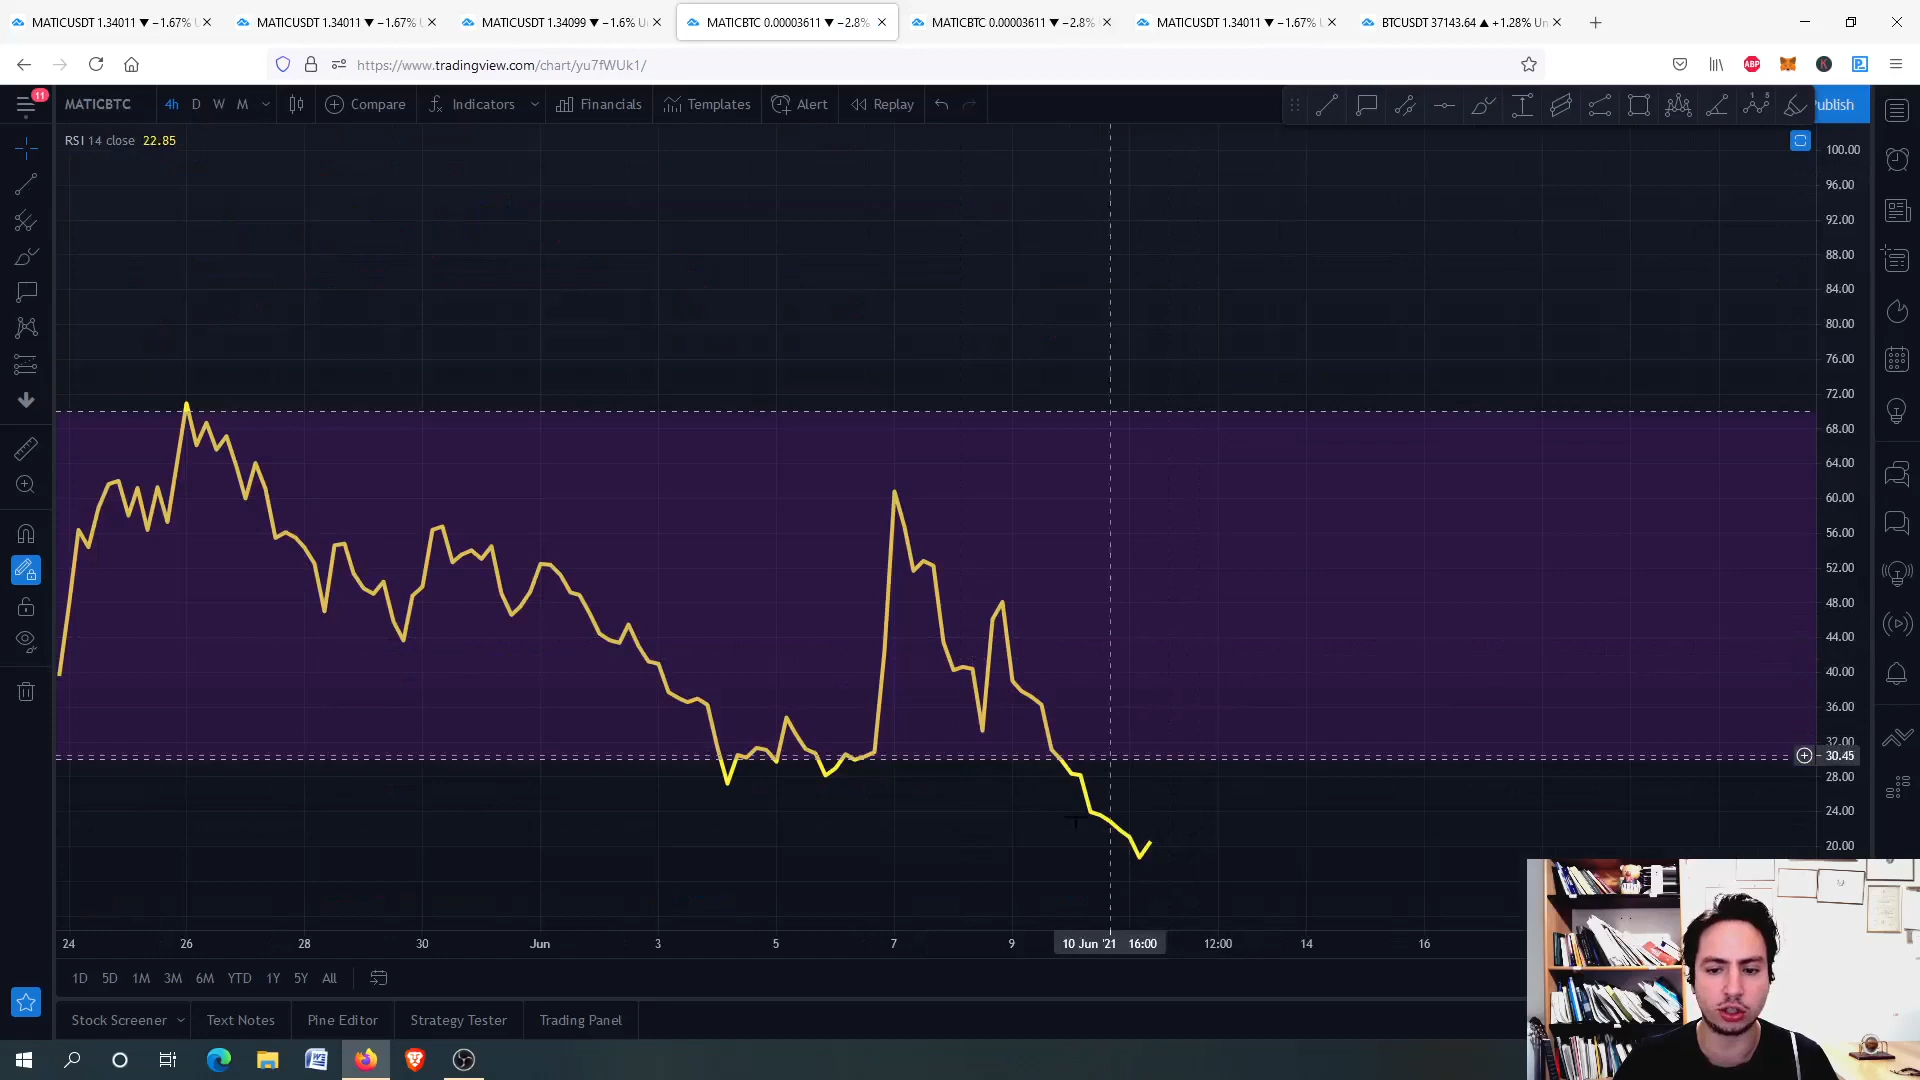 MATICUSDT 1.34011 ▼ −1.67% U
MATICUSDT 1.34011 ▼ −1.67% U
MATICUSDT 1.34099 ▼ −1.6% Un
MATICBTC 0.00003611 ▼ −2.8%
MATICBTC 0.00003611 ▼ −2.8%
MATICUSDT 1.34011 ▼ −1.67% U
BTCUSDT 37143.64 ▲ +1.28% Un
https://www.tradingview.com/chart/yu7fWUk1/
ABP
K
P
11
MATICBTC
4h
D
W
M
Compare
Indicators
Financials
Templates
Alert
Replay
ublish
RSI 14 close 22.85
100.00
96.00
92.00
88.00
84.00
80.00
76.00
72.00
68.00
64.00
60.00
56.00
52.00
48.00
44.00
40.00
36.00
32.00
30.45
28.00
24.00
20.00
24
26
28
30
Jun
3
5
7
9
10 Jun '21 16:00
12:00
14
16
1D
5D
1M
3M
6M
YTD
1Y
5Y
All
Stock Screener
Text Notes
Pine Editor
Strategy Tester
Trading Panel